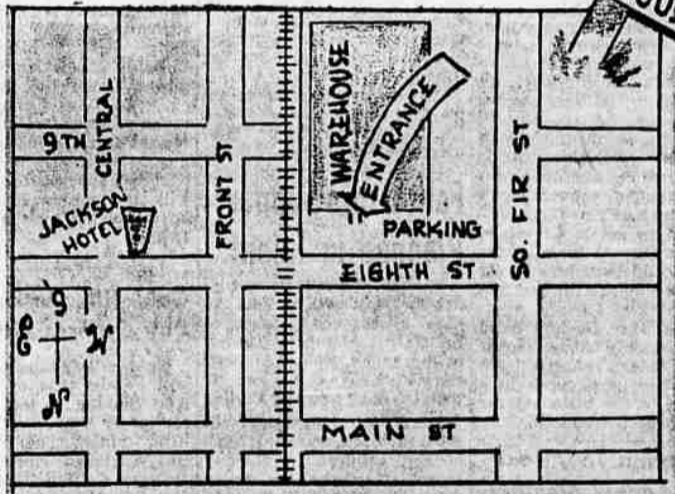 CENTRAL
9TH
FRONT ST
WAREHOUSE
ENTRANCE
SO. FIR ST
JACKSON
HOTEL
PARKING
EIGHTH ST
S
E
W
N
MAIN ST